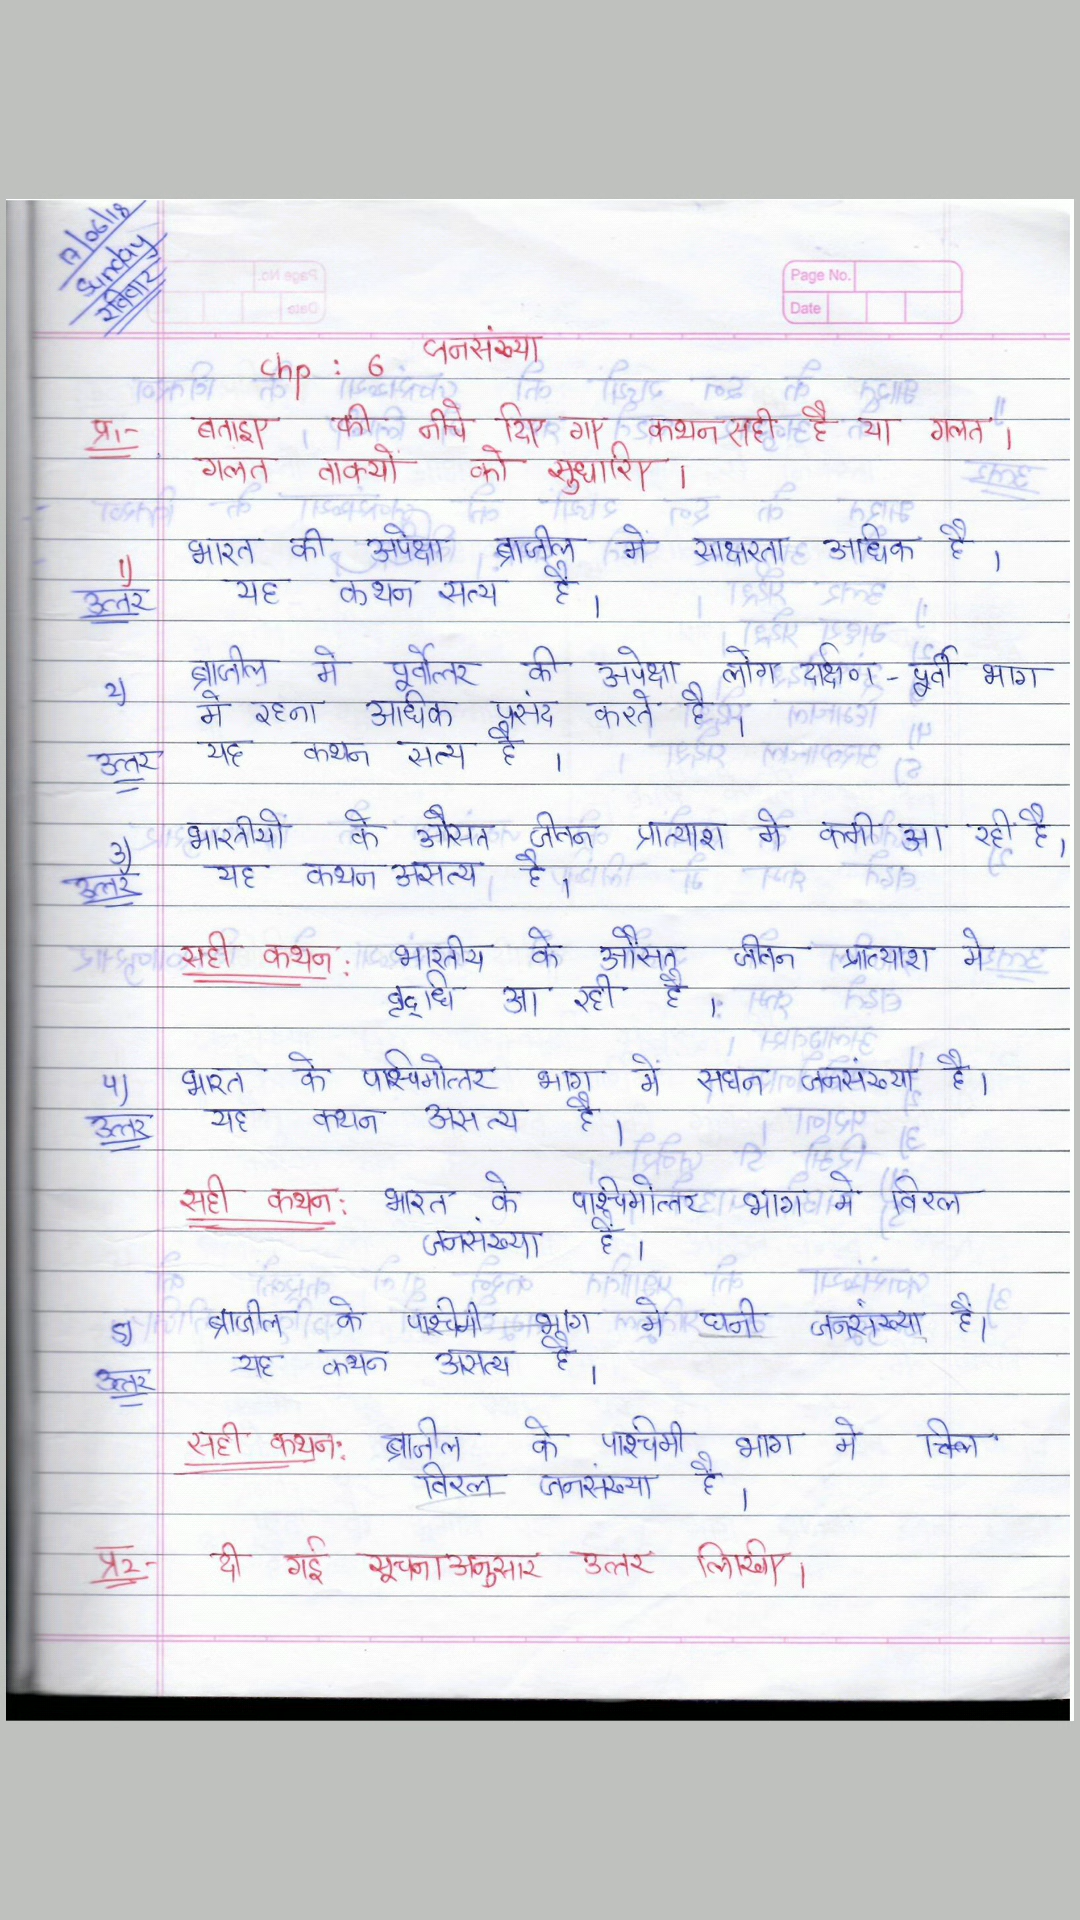 17/06/18
Sunday
रविवार
Page No.
Date
Chp : 6 जनसंख्या
प्र1- बताइए की नीचे दिए गए कथन सही है या गलत।
गलत वाक्यों को सुधारिए।
1) भारत की अपेक्षा ब्राजील में साक्षरता अधिक है।
उत्तर यह कथन सत्य है।
2) ब्राजील में पूर्वोत्तर की अपेक्षा लोग दक्षिण-पूर्वी भाग
में रहना अधिक प्रसंद करते है।
उत्तर यह कथन सत्य है।
3) भारतीयों के औसत जीवन प्रात्याश में कमी आ रही है।
उत्तर यह कथन असत्य है।
सही कथन: भारतीय के औसत जीवन प्रात्याश मे
वृद्धि आ रही है।
4) भारत के पश्चिमोत्तर भाग में सघन जनसंख्या है।
उत्तर यह कथन असत्य है।
सही कथन: भारत के पश्चिमोत्तर भाग मे विरल
जनसंख्या है।
5) ब्राजील के पश्चिमी भाग मे घनी जनसंख्या है।
उत्तर यह कथन असत्य है।
सही कथन: ब्राजील के पश्चिमी भाग मे
विरल जनसंख्या है।
प्र2- दी गई सूचनाअनुसार उत्तर लिखिए।